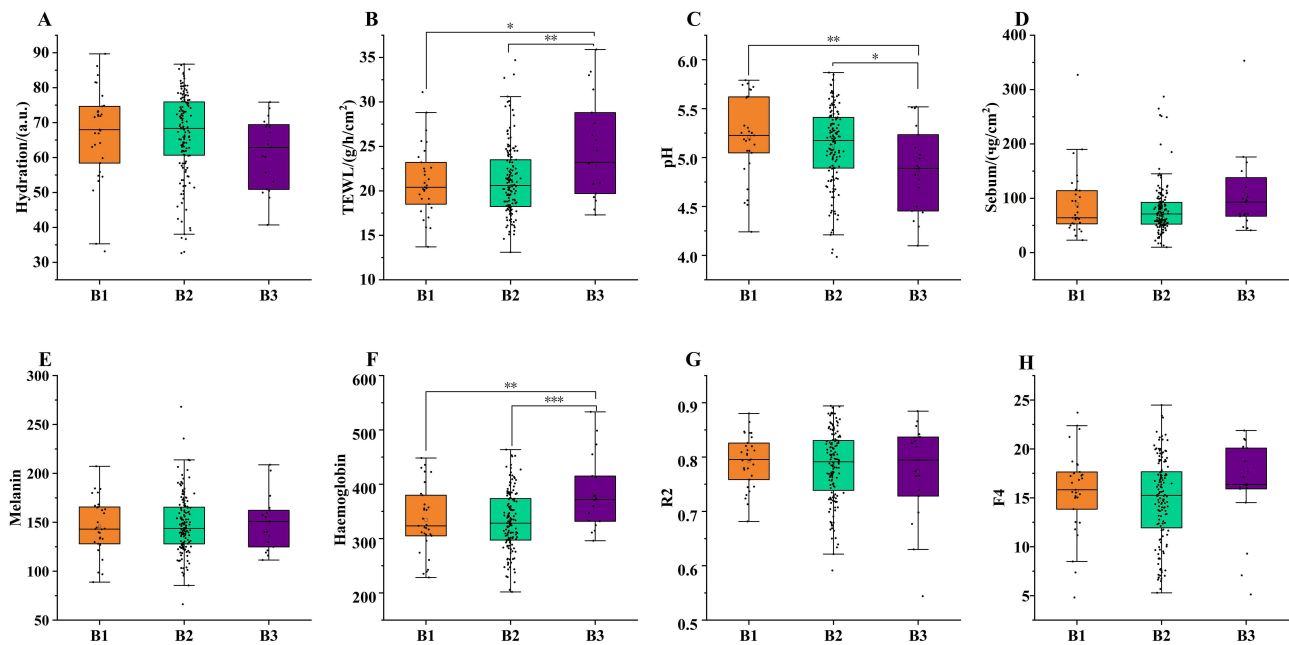 A
Hydration/(a.u.)
90
80
70
60
50
40
30
B1 B2 B3
B
TEWL/(g/h/cm²)
35
30
25
20
15
10
*
**
B1 B2 B3
C
pH
6.0
5.5
5.0
4.5
4.0
**
*
B1 B2 B3
D
Sebum/(чg/cm²)
400
300
200
100
0
B1 B2 B3
E
Melanin
300
250
200
150
100
50
B1 B2 B3
F
Haemoglobin
600
500
400
300
200
**
***
B1 B2 B3
G
R2
0.9
0.8
0.7
0.6
0.5
B1 B2 B3
H
F4
25
20
15
10
5
B1 B2 B3